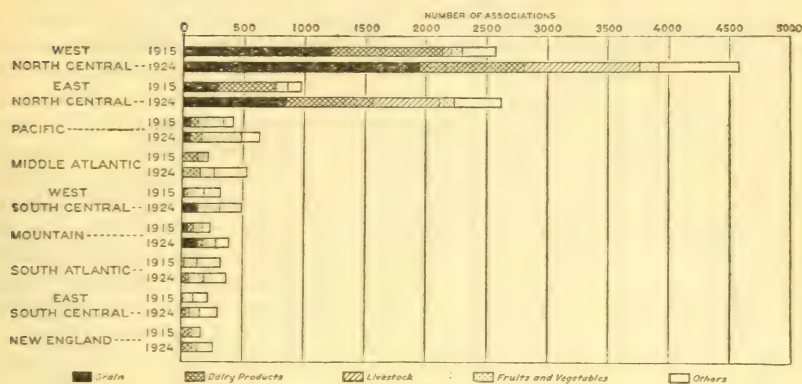 NUMBER OF ASSOCIATIONS
0 500 1000 1500 2000 2500 3000 3500 4000 4500 5000
WEST 1915
NORTH CENTRAL-- 1924
EAST 1915
NORTH CENTRAL-- 1924
PACIFIC------------- 1915
1924
MIDDLE ATLANTIC 1915
1924
WEST 1915
SOUTH CENTRAL-- 1924
MOUNTAIN-------- 1915
1924
SOUTH ATLANTIC-- 1915
1924
EAST 1915
SOUTH CENTRAL-- 1924
NEW ENGLAND----- 1915
1924
Grain Dairy Products Livestock Fruits and Vegetables Others